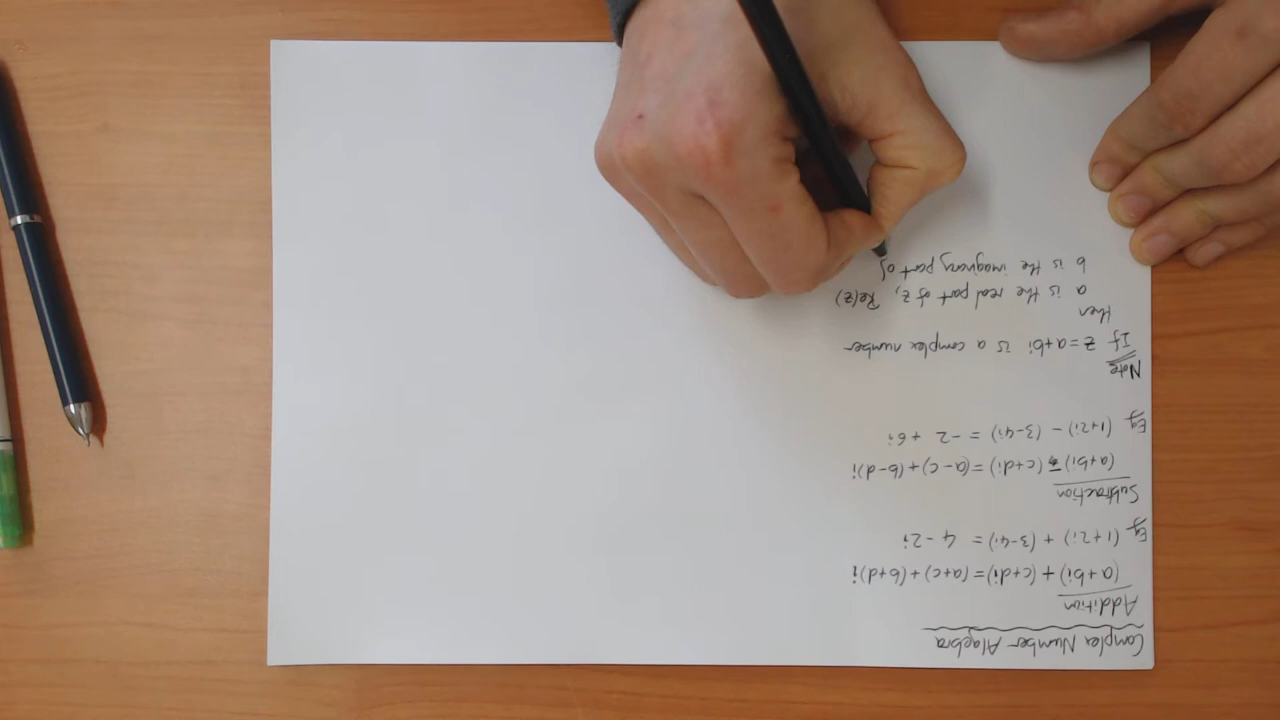 Complex Number Alagebra
Addition
(a+bi) + (c+di) = (a+c) + (b+d)i
Eg (1+2i) + (3-4i) = 4 -2i
Subtraction
(a+bi) - (c+di) = (a-c) + (b-d)i
Eg (1+2i) - (3-4i) = -2 + 6i
Note
If z = a+bi is a complex number
then
a is the real part of z, Re(z)
b is the imaginary part of